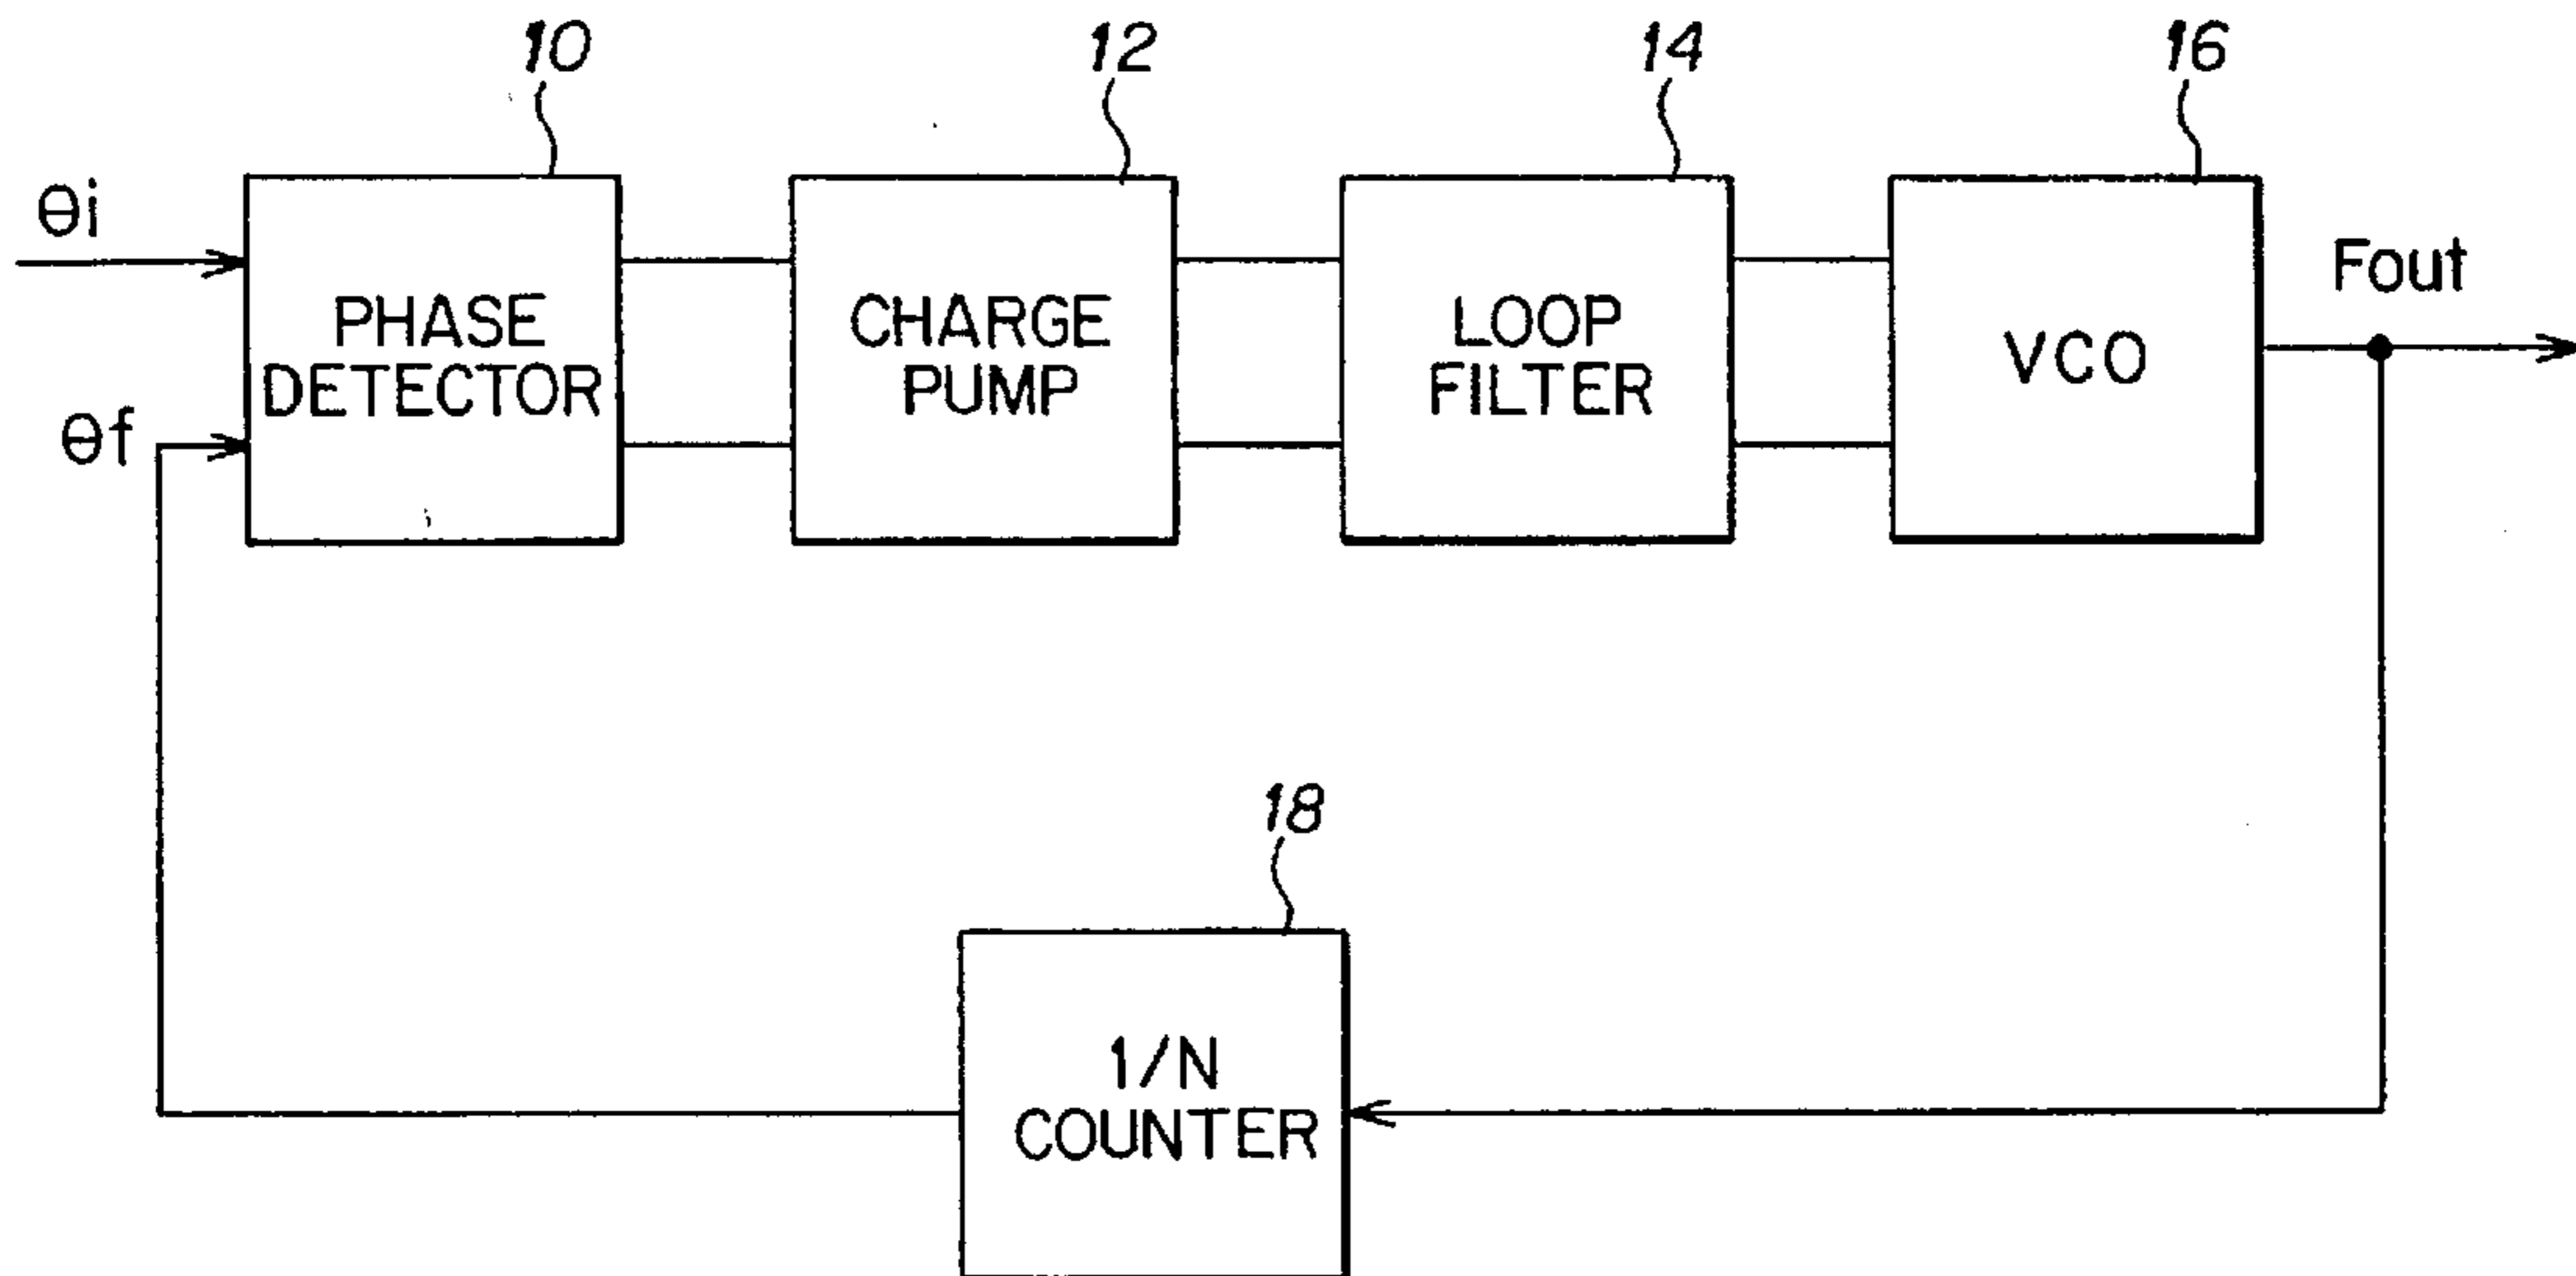 10
12
14
16
θi
θf
PHASE
DETECTOR
CHARGE
PUMP
LOOP
FILTER
VCO
Fout
18
1/N
COUNTER